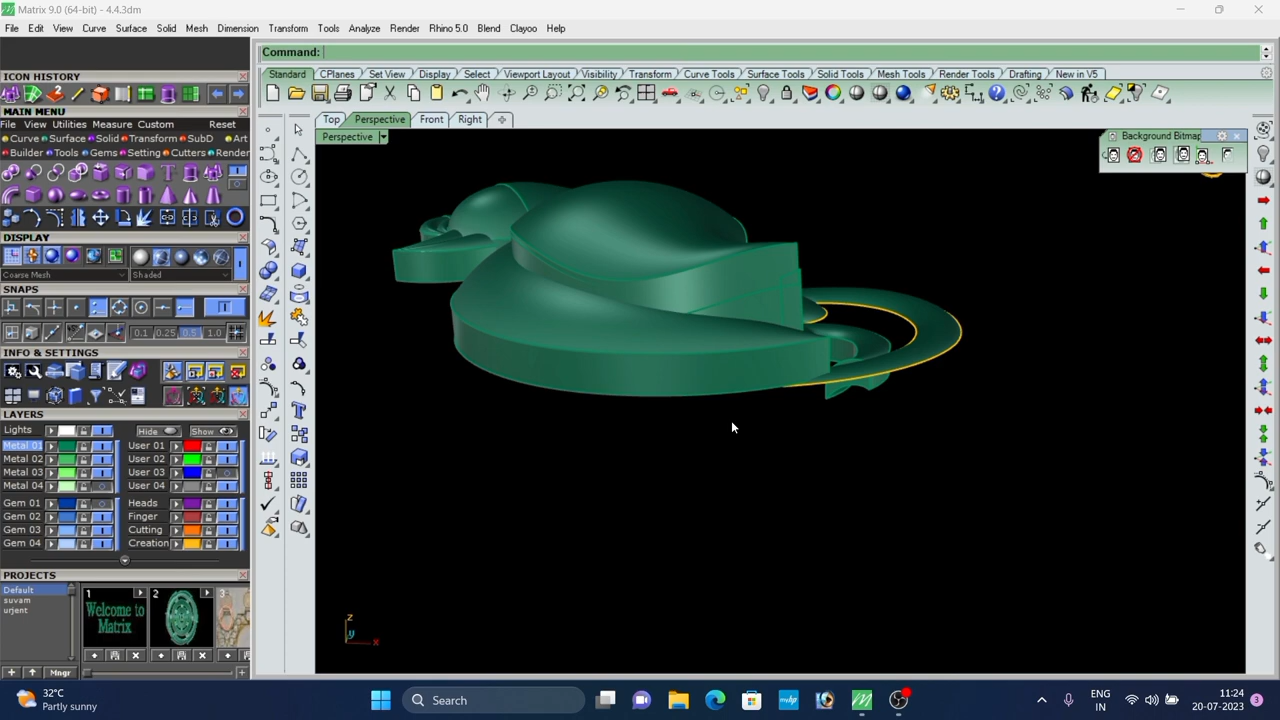 Matrix 9.0 (64-bit) - 4.4.3dm
File Edit View Curve Surface Solid Mesh Dimension Transform Tools Analyze Render Rhino 5.0 Blend Clayoo Help
Command:
ICON HISTORY
Standard CPlanes Set View Display Select Viewport Layout Visibility Transform Curve Tools Surface Tools Solid Tools Mesh Tools Render Tools Drafting New in V5
MAIN MENU
File View Utilities Measure Custom Reset
Curve Surface Solid Transform SubD Art
Builder Tools Gems Setting Cutters Render
Top Perspective Front Right
Perspective
Background Bitmap
DISPLAY
Coarse Mesh Shaded
SNAPS
0.1 0.25 0.5 1.0
INFO & SETTINGS
LAYERS
Lights Hide Show
Metal 01 User 01
Metal 02 User 02
Metal 03 User 03
Metal 04 User 04
Gem 01 Heads
Gem 02 Finger
Gem 03 Cutting
Gem 04 Creation
PROJECTS
Default
suvam
urjent
1 2 3
Welcome to
Matrix
Mngr
z
y
x
32°C
Partly sunny
Search
ENG
IN
11:24
20-07-2023
3